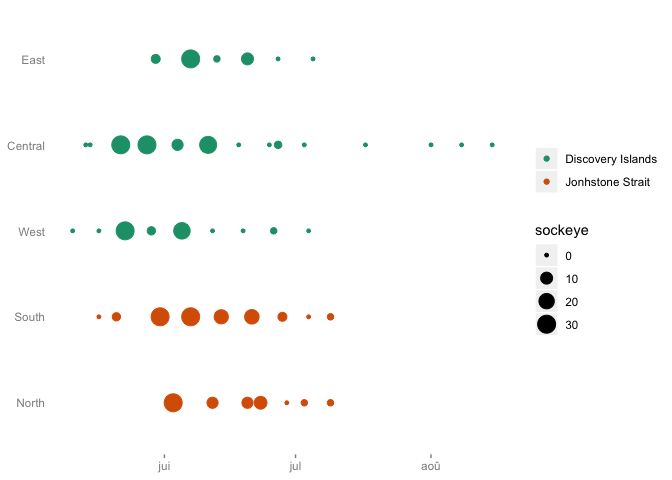 East
Central
West
South
North
jui
jul
aoû
Discovery Islands
Jonhstone Strait
sockeye
0
10
20
30